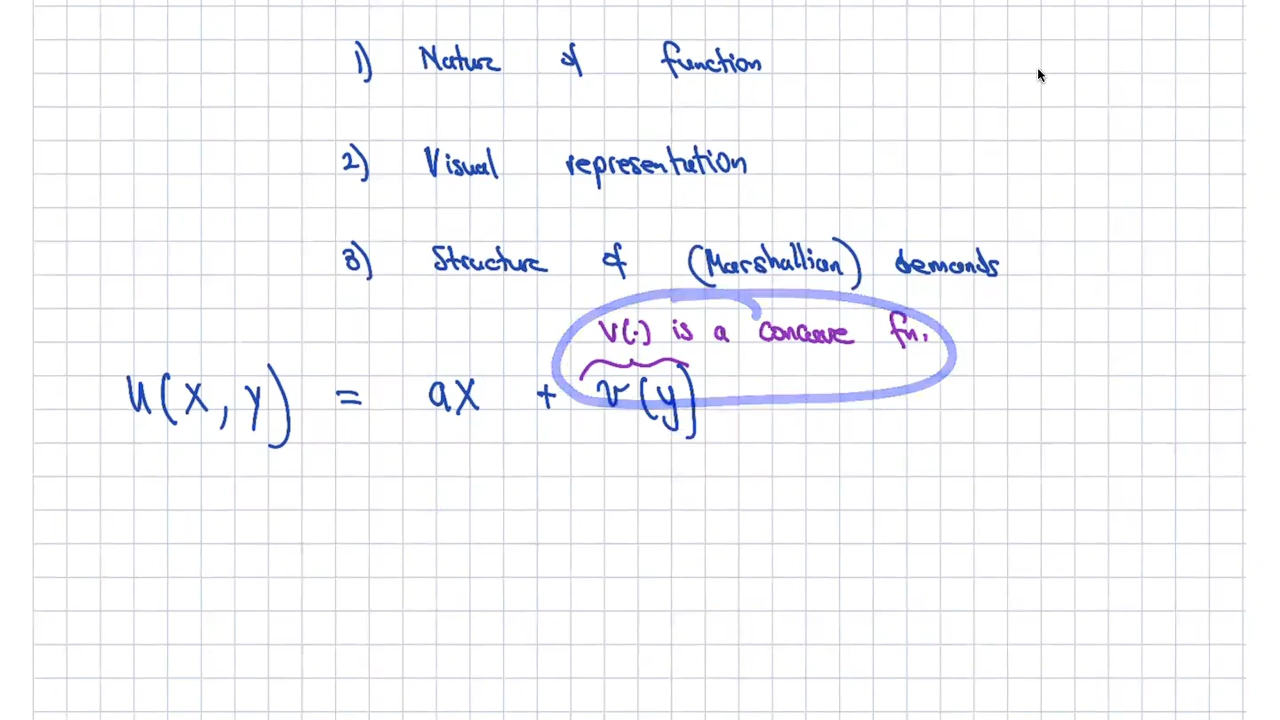 1) Nature of function
2) Visual representation
3) Structure of (Marshallian) demands
V(·) is a concave fn.
u(x, y) = ax + v(y)